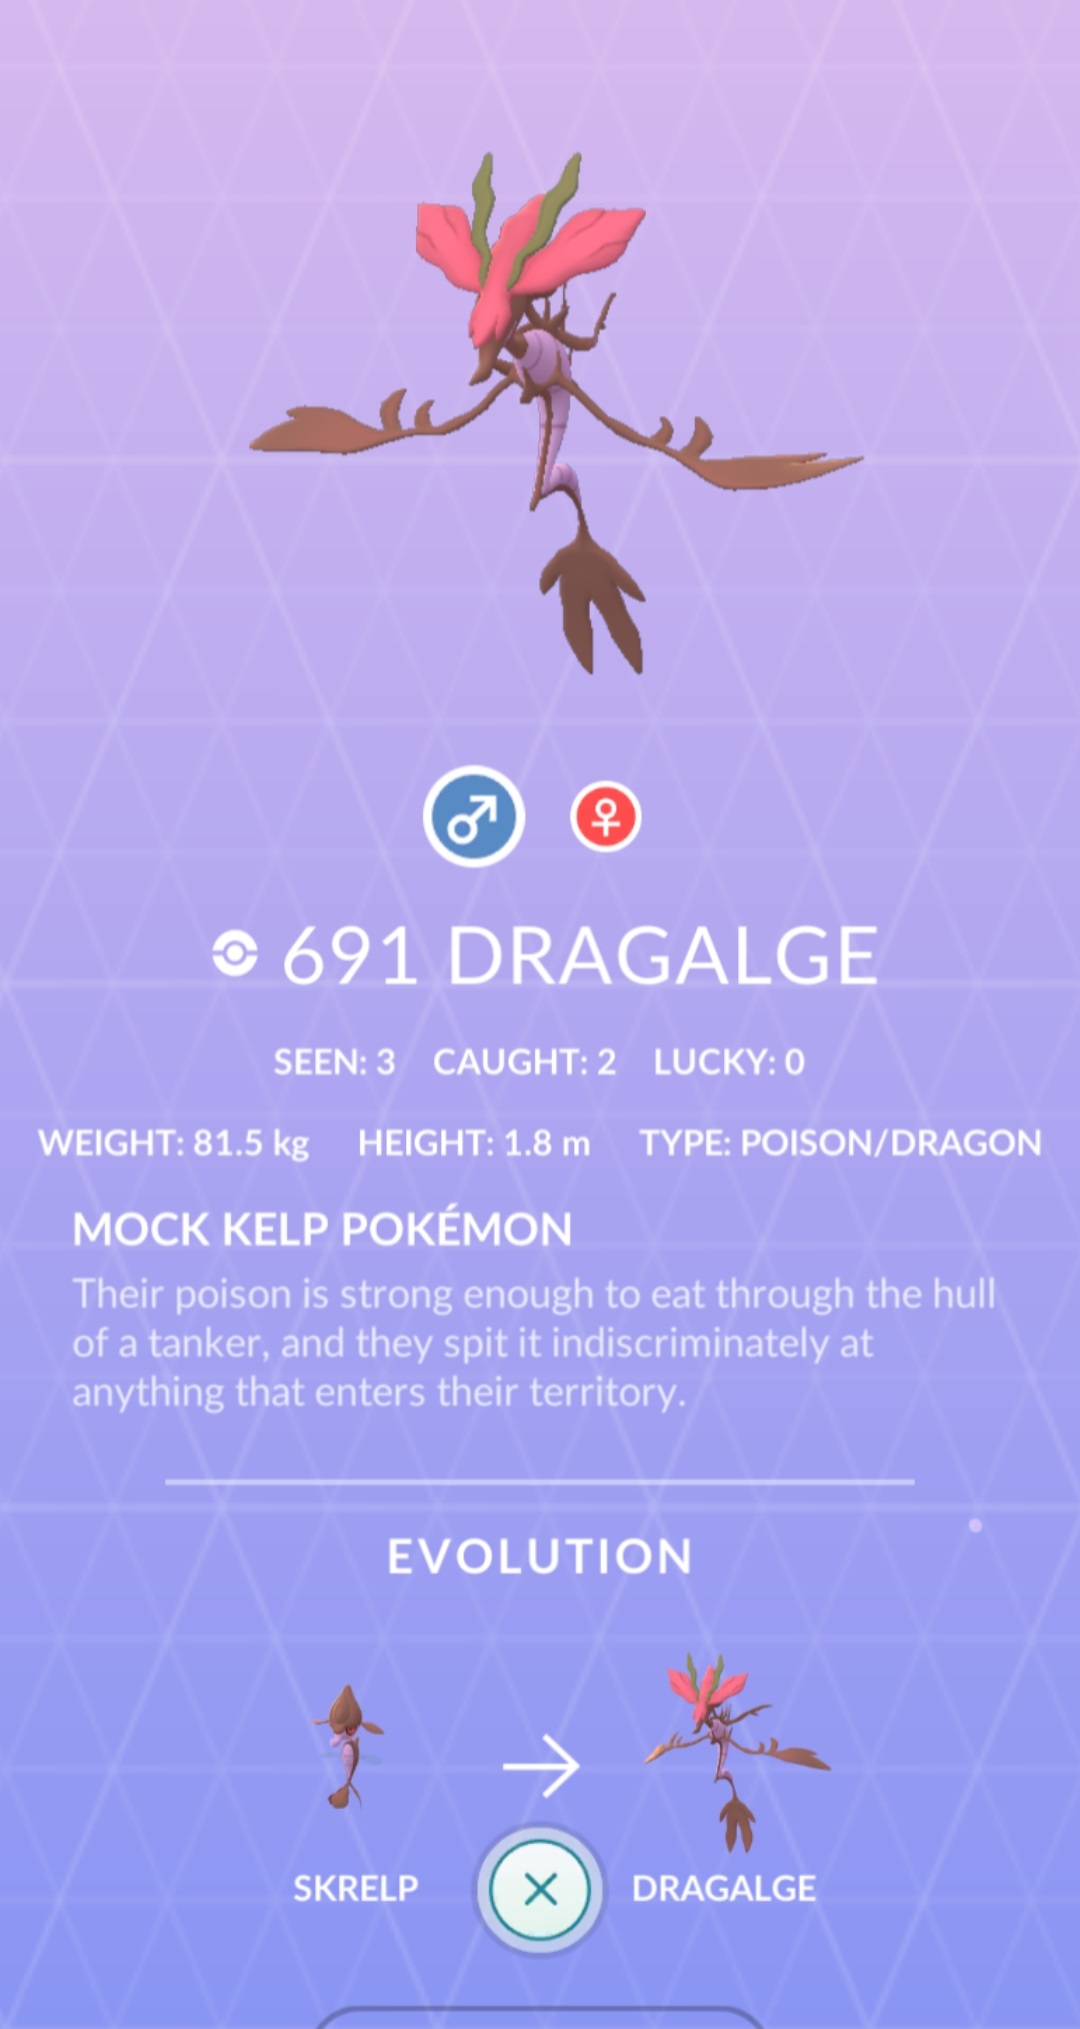 691 DRAGALGE
SEEN: 3 CAUGHT: 2 LUCKY: 0
WEIGHT: 81.5 kg HEIGHT: 1.8 m TYPE: POISON/DRAGON
MOCK KELP POKÉMON
Their poison is strong enough to eat through the hull
of a tanker, and they spit it indiscriminately at
anything that enters their territory.
EVOLUTION
SKRELP DRAGALGE